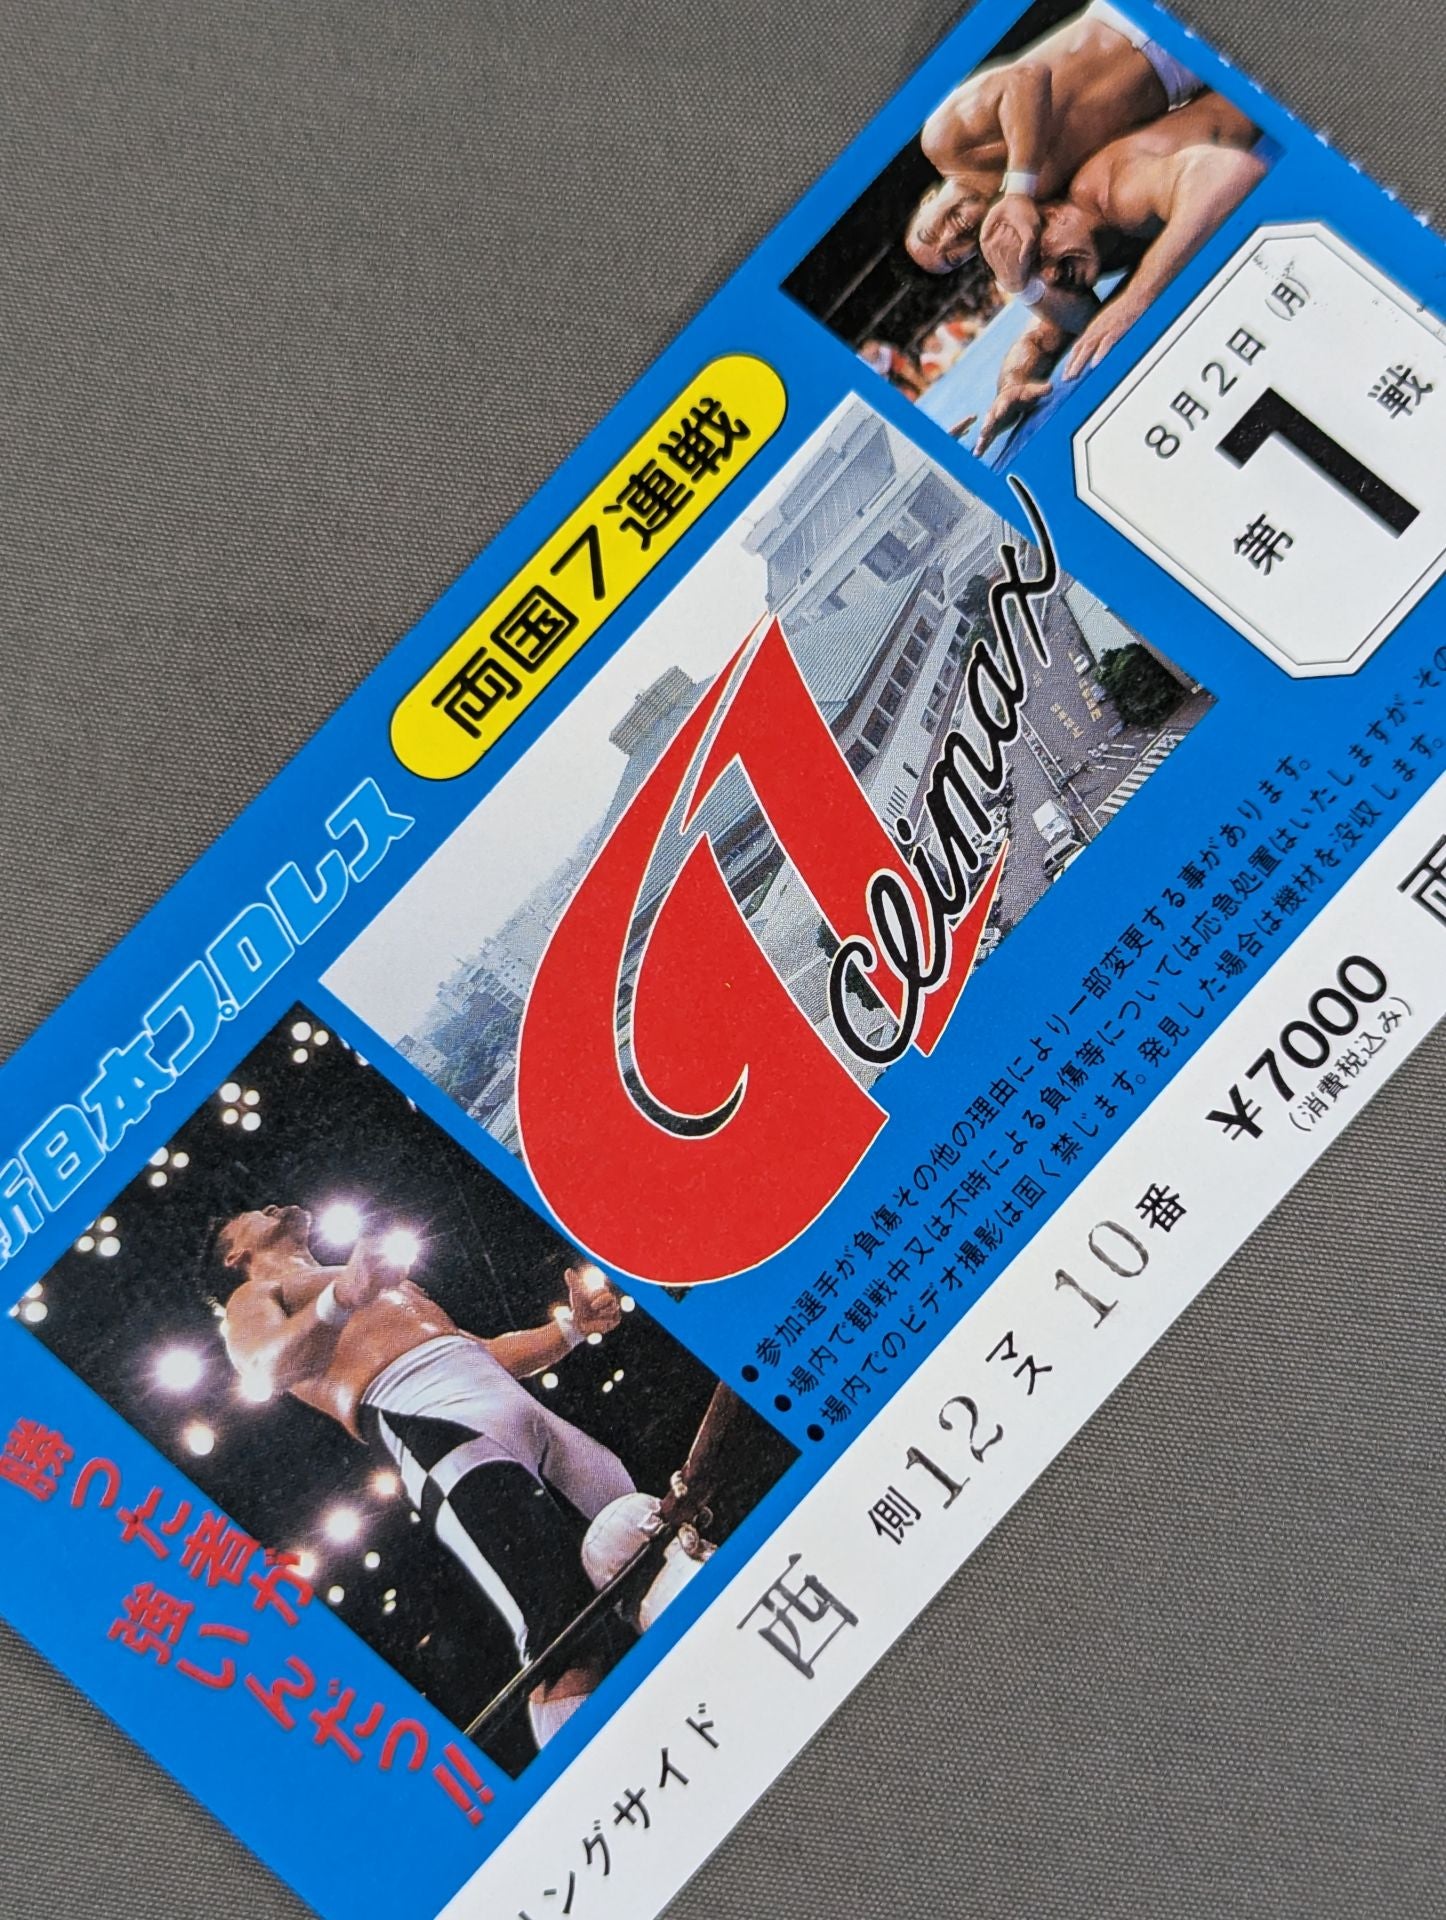 新日本プロレス
両国7連戦
Climax
8月2日(月)
第1戦
勝った者が
強いんだっ!!
●参加選手が負傷その他の理由により一部変更する事があります。
●場内で観戦中又は不時による負傷等については応急処置はいたしますが、その
●場内でのビデオ撮影は固く禁じます。発見した場合は機材を没収します。
リングサイド 西側12マス10番 ¥7000 両
(消費税込み)